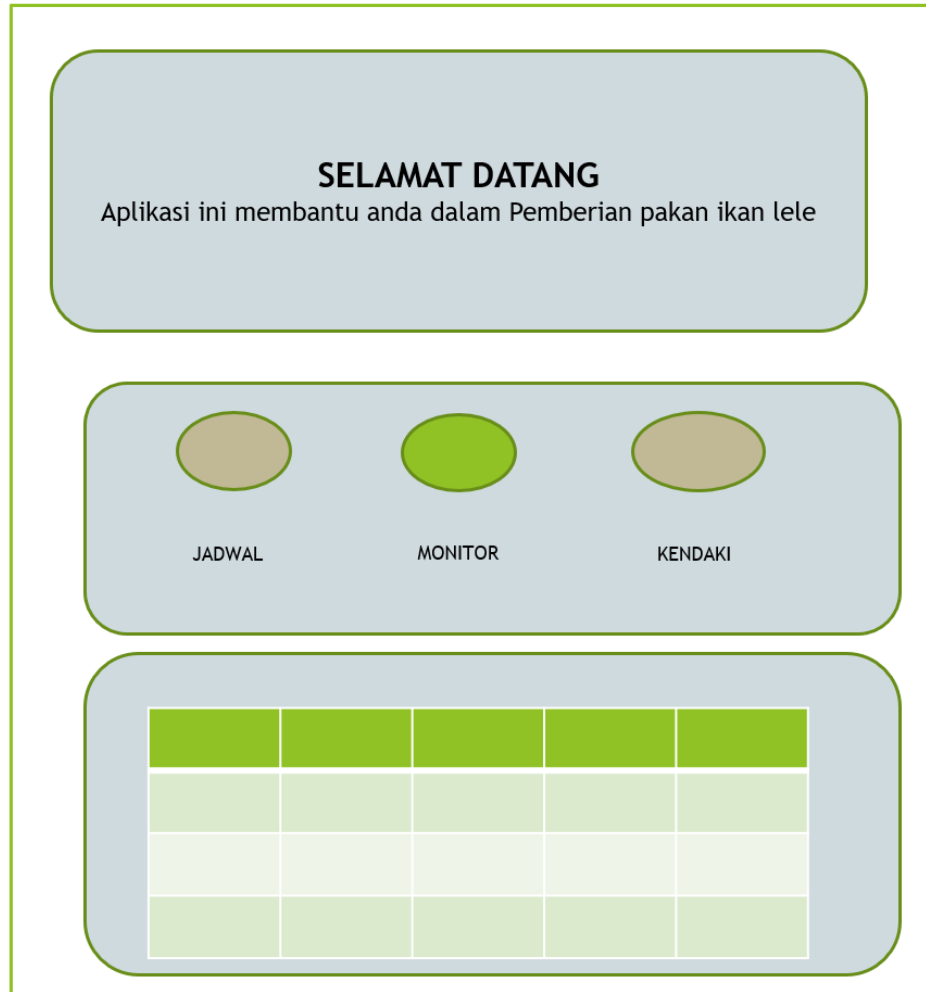 SELAMAT DATANG
Aplikasi ini membantu anda dalam Pemberian pakan ikan lele
JADWAL
MONITOR
KENDAKI